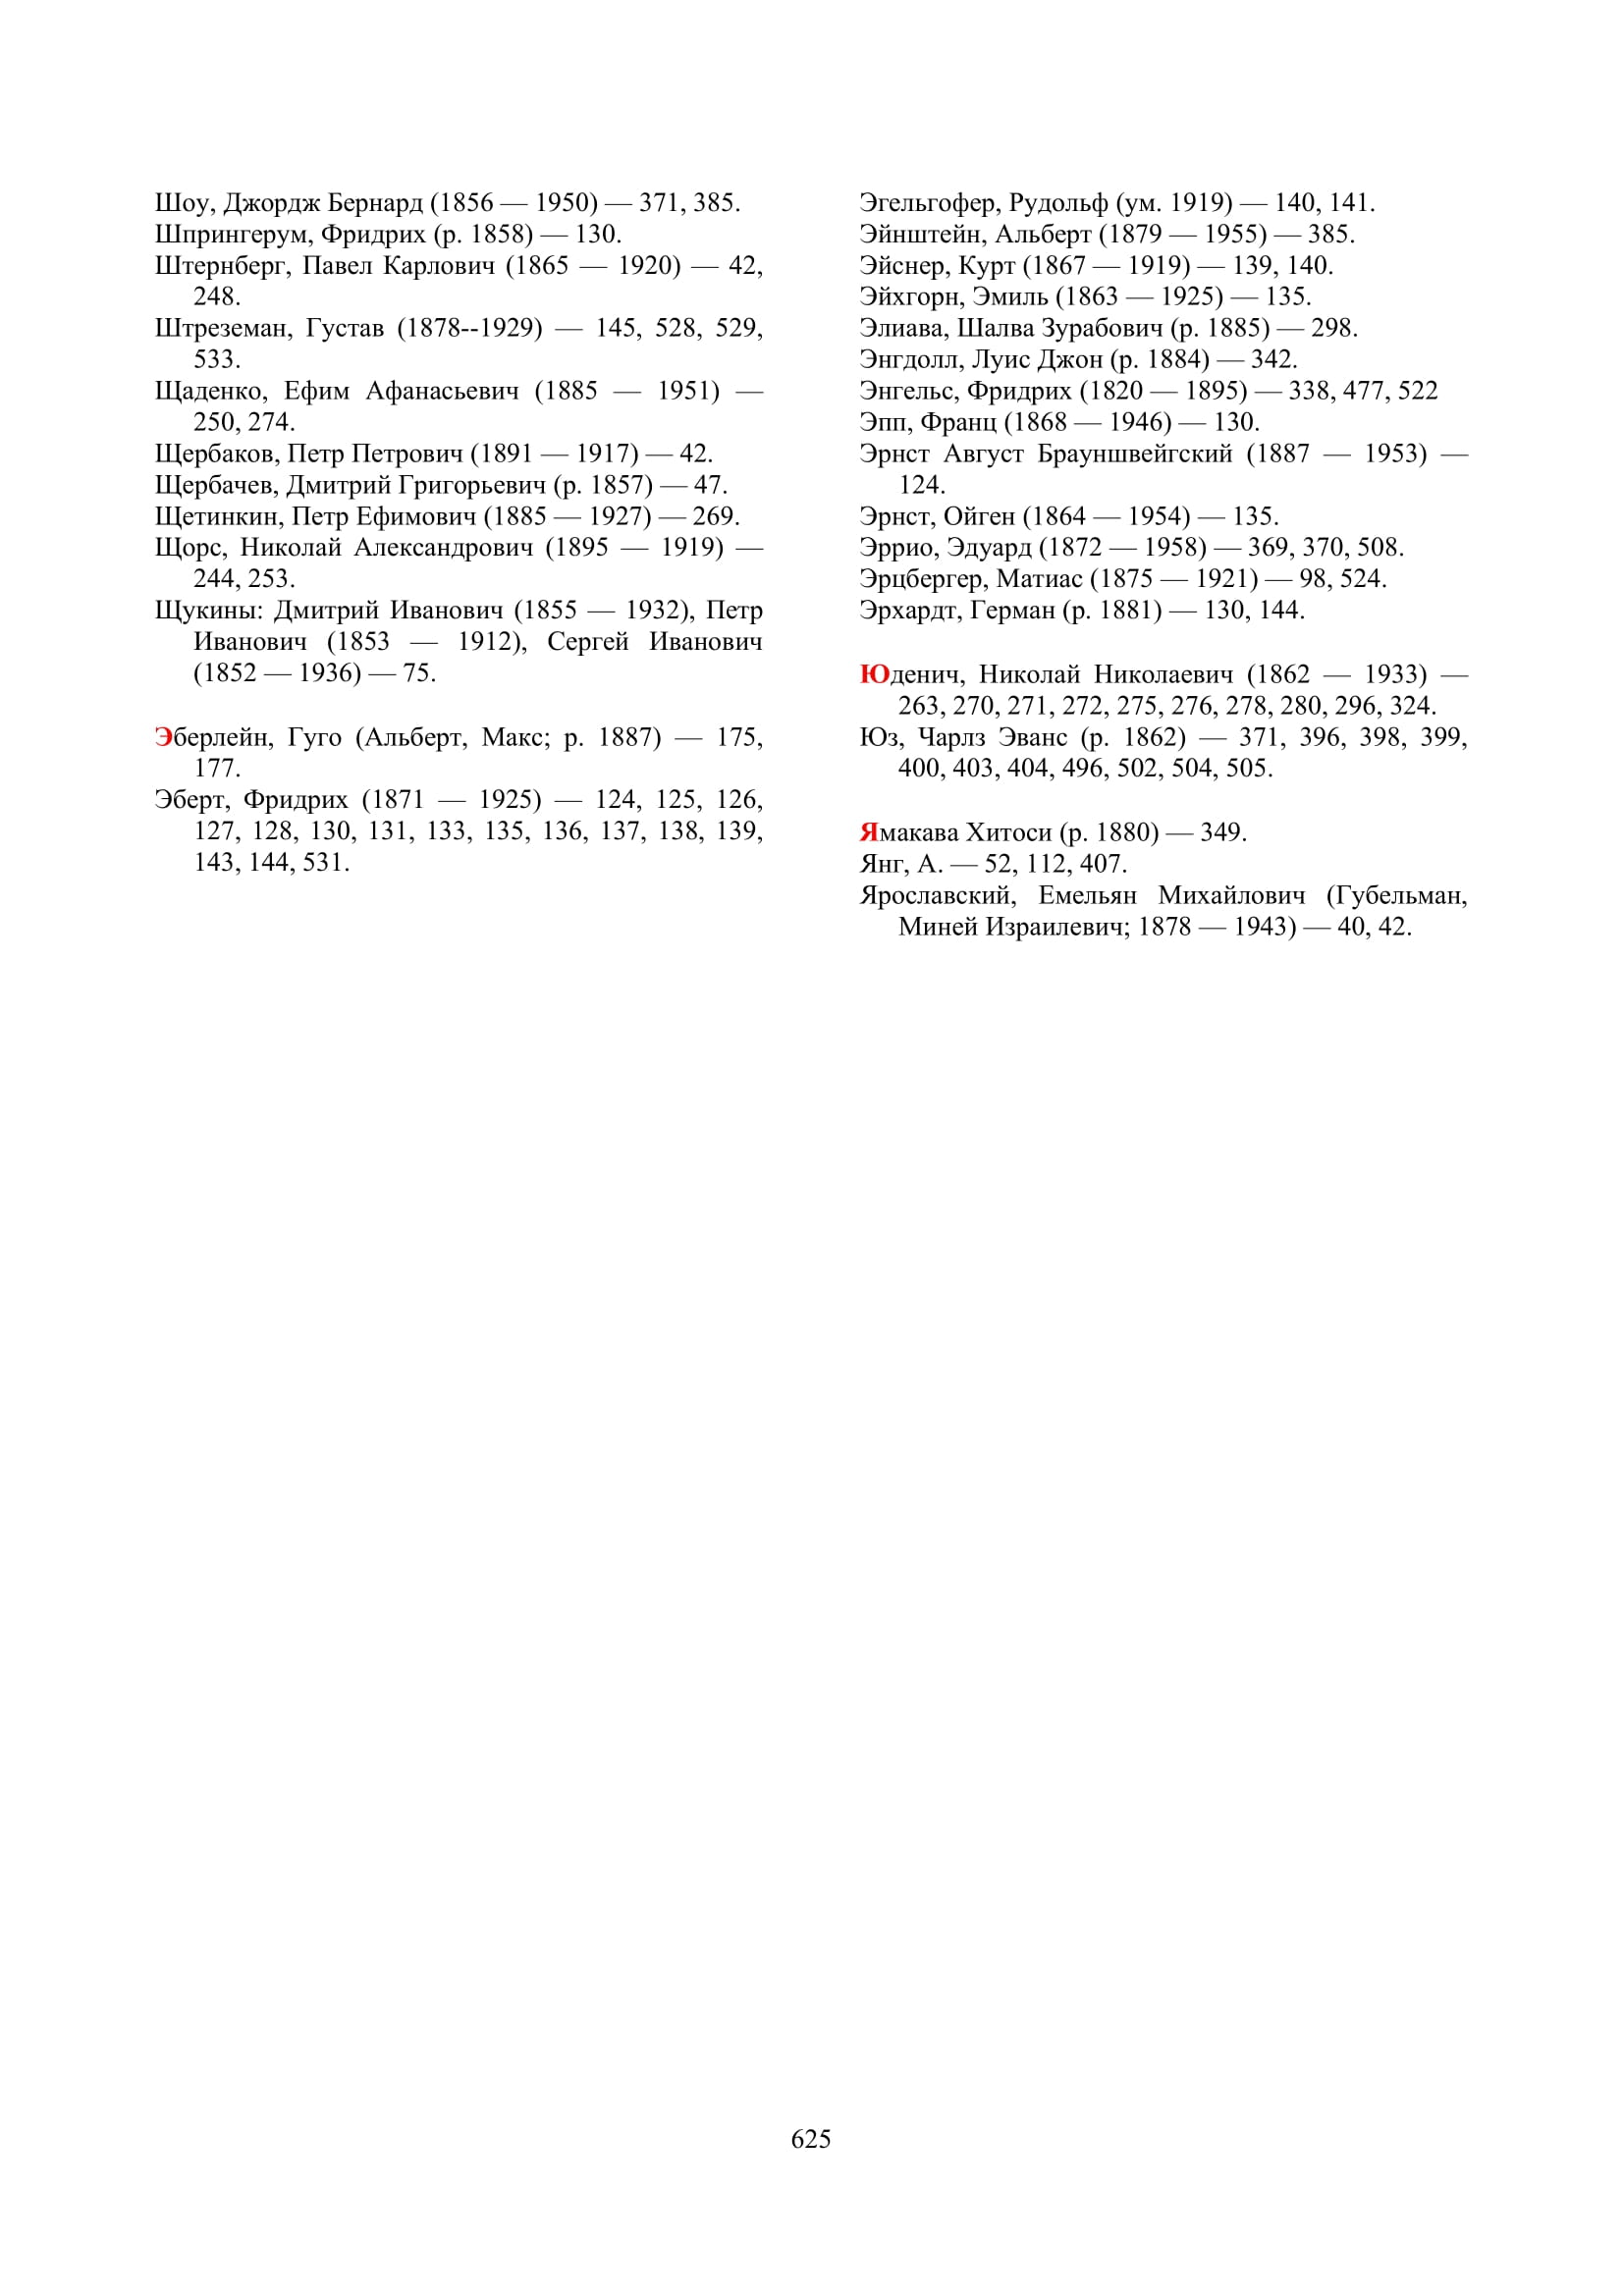 Шоу, Джордж Бернард (1856 — 1950) — 371, 385.
Шпрингерум, Фридрих (р. 1858) — 130.
Штернберг, Павел Карлович (1865 — 1920) — 42,
248.
Штреземан, Густав (1878--1929) — 145, 528, 529,
533.
Щаденко, Ефим Афанасьевич (1885 — 1951) —
250, 274.
Щербаков, Петр Петрович (1891 — 1917) — 42.
Щербачев, Дмитрий Григорьевич (р. 1857) — 47.
Щетинкин, Петр Ефимович (1885 — 1927) — 269.
Щорс, Николай Александрович (1895 — 1919) —
244, 253.
Щукины: Дмитрий Иванович (1855 — 1932), Петр
Иванович (1853 — 1912), Сергей Иванович
(1852 — 1936) — 75.
Эберлейн, Гуго (Альберт, Макс; р. 1887) — 175,
177.
Эберт, Фридрих (1871 — 1925) — 124, 125, 126,
127, 128, 130, 131, 133, 135, 136, 137, 138, 139,
143, 144, 531.
Эгельгофер, Рудольф (ум. 1919) — 140, 141.
Эйнштейн, Альберт (1879 — 1955) — 385.
Эйснер, Курт (1867 — 1919) — 139, 140.
Эйхгорн, Эмиль (1863 — 1925) — 135.
Элиава, Шалва Зурабович (р. 1885) — 298.
Энгдолл, Луис Джон (р. 1884) — 342.
Энгельс, Фридрих (1820 — 1895) — 338, 477, 522
Эпп, Франц (1868 — 1946) — 130.
Эрнст Август Брауншвейгский (1887 — 1953) —
124.
Эрнст, Ойген (1864 — 1954) — 135.
Эррио, Эдуард (1872 — 1958) — 369, 370, 508.
Эрцбергер, Матиас (1875 — 1921) — 98, 524.
Эрхардт, Герман (р. 1881) — 130, 144.
Юденич, Николай Николаевич (1862 — 1933) —
263, 270, 271, 272, 275, 276, 278, 280, 296, 324.
Юз, Чарлз Эванс (р. 1862) — 371, 396, 398, 399,
400, 403, 404, 496, 502, 504, 505.
Ямакава Хитоси (р. 1880) — 349.
Янг, А. — 52, 112, 407.
Ярославский, Емельян Михайлович (Губельман,
Миней Израилевич; 1878 — 1943) — 40, 42.
625